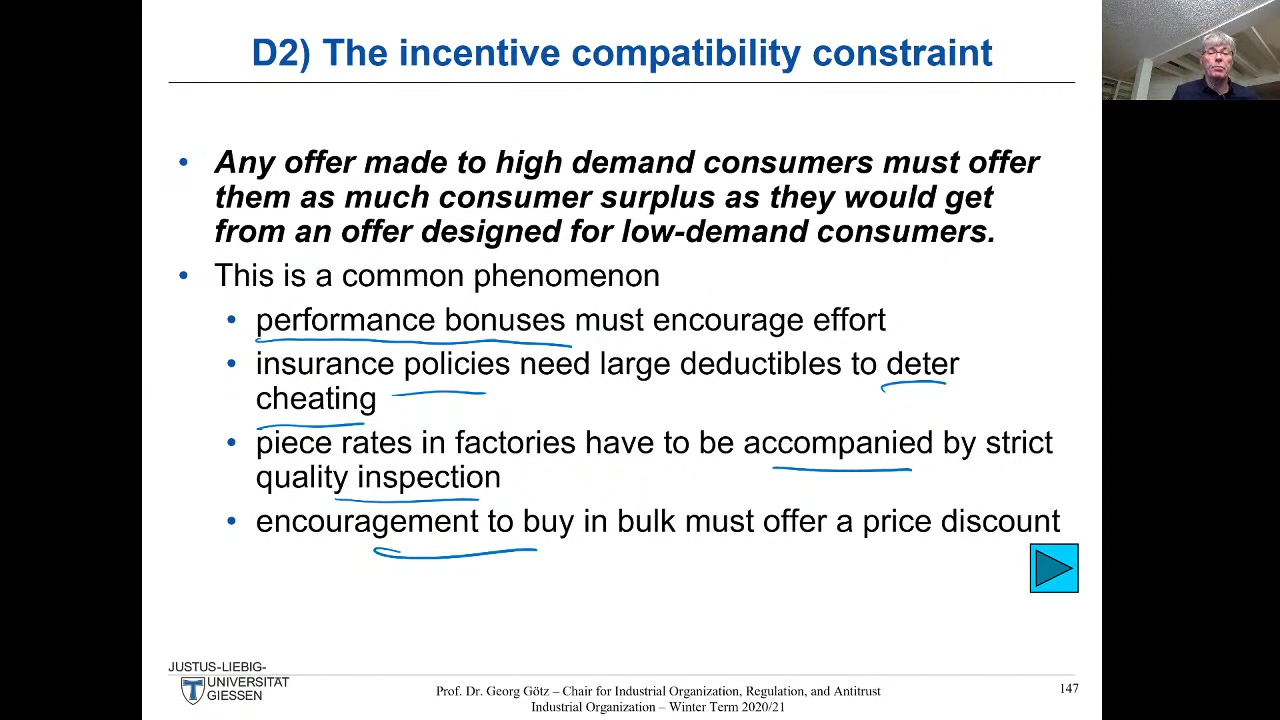 D2) The incentive compatibility constraint
• Any offer made to high demand consumers must offer
them as much consumer surplus as they would get
from an offer designed for low-demand consumers.
• This is a common phenomenon
• performance bonuses must encourage effort
• insurance policies need large deductibles to deter
cheating
• piece rates in factories have to be accompanied by strict
quality inspection
• encouragement to buy in bulk must offer a price discount
JUSTUS-LIEBIG-
UNIVERSITÄT
GIESSEN
Prof. Dr. Georg Götz – Chair for Industrial Organization, Regulation, and Antitrust
Industrial Organization – Winter Term 2020/21
147